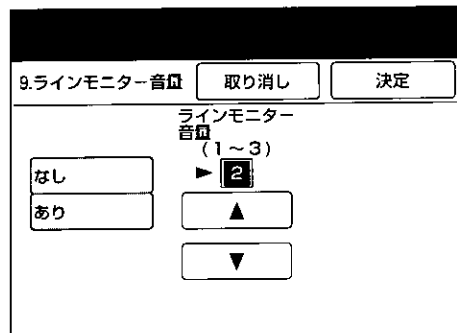 9.ラインモニター音量 取り消し 決定
ラインモニター
音量
(1～3)
なし ► 2
あり ▲
▼